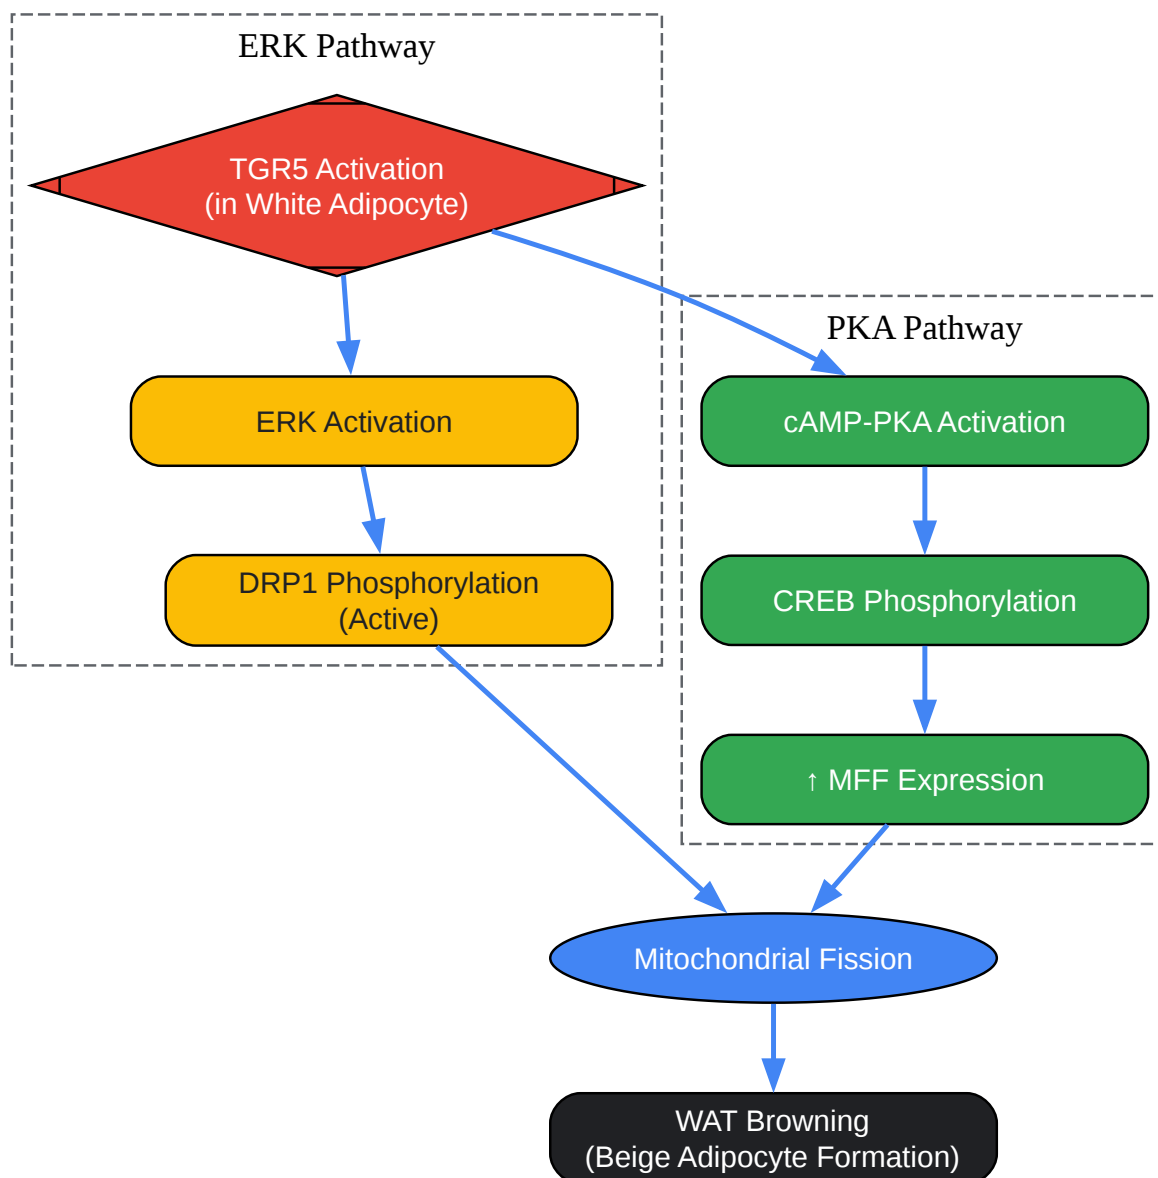 ERK Pathway
TGR5 Activation
(in White Adipocyte)
PKA Pathway
ERK Activation
cAMP-PKA Activation
DRP1 Phosphorylation
(Active)
CREB Phosphorylation
↑ MFF Expression
Mitochondrial Fission
WAT Browning
(Beige Adipocyte Formation)